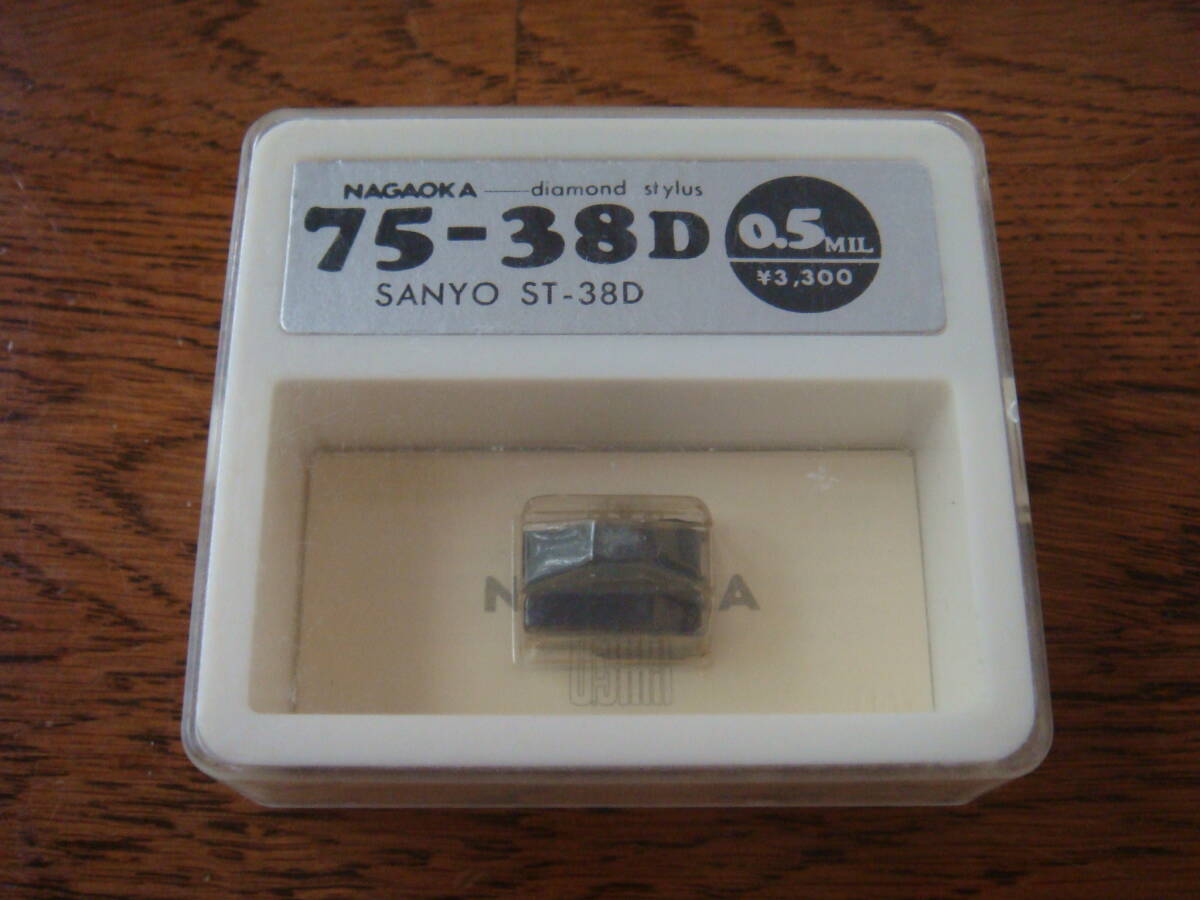 NAGAOKA — diamond stylus
75-38D
SANYO ST-38D
0.5 MIL
¥3,300